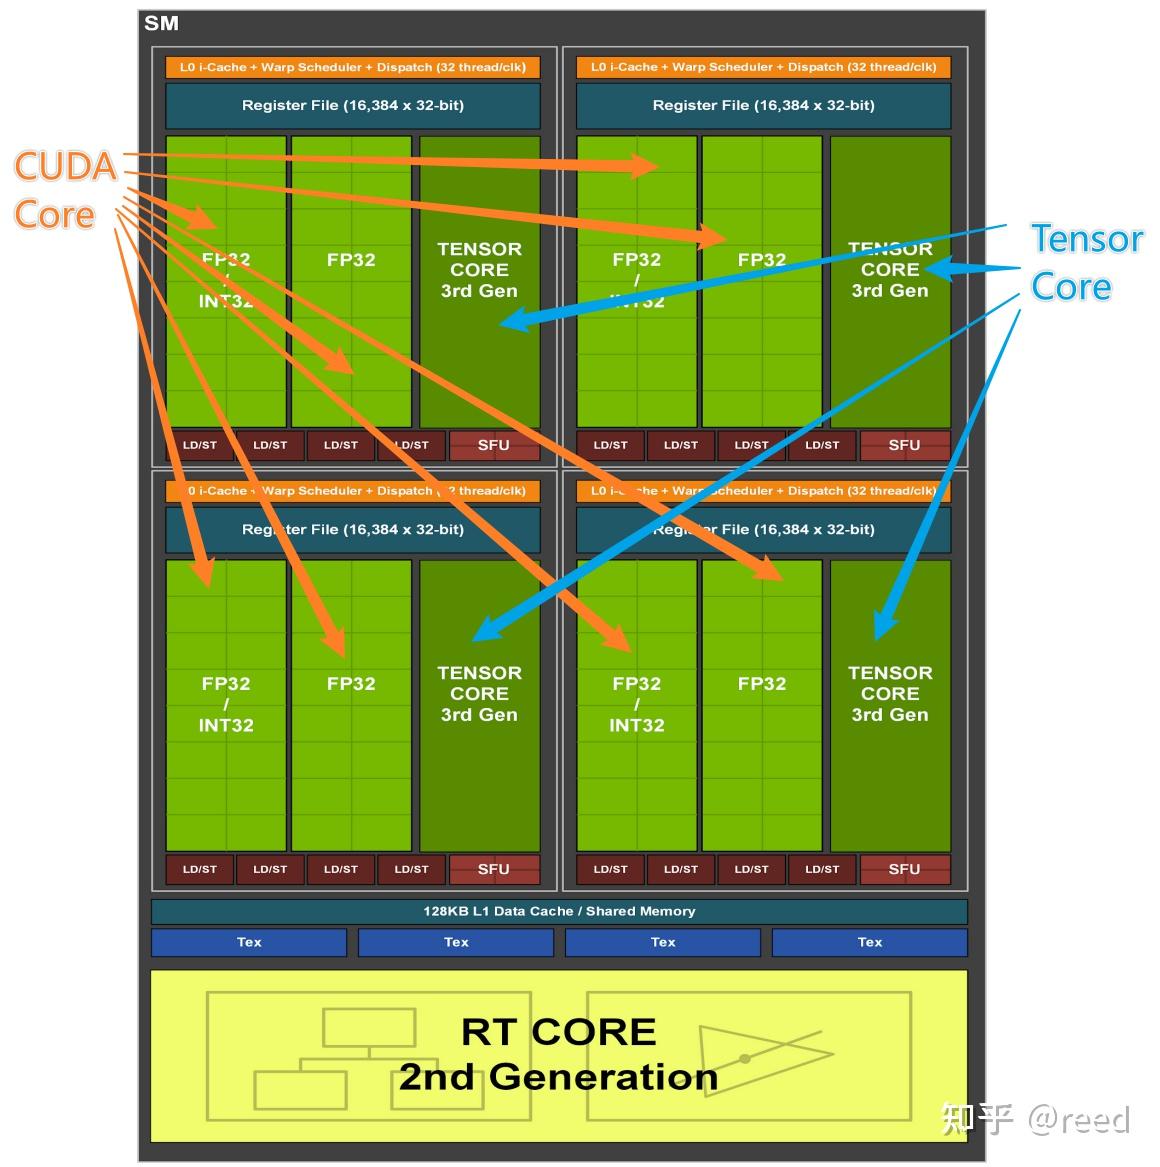 SM
L0 i-Cache + Warp Scheduler + Dispatch (32 thread/clk)
Register File (16,384 x 32-bit)
FP32
/
INT32
FP32
TENSOR
CORE
3rd Gen
LD/ST
LD/ST
LD/ST
LD/ST
SFU
L0 i-Cache + Warp Scheduler + Dispatch (32 thread/clk)
Register File (16,384 x 32-bit)
FP32
/
INT32
FP32
TENSOR
CORE
3rd Gen
LD/ST
LD/ST
LD/ST
LD/ST
SFU
CUDA
Core
Tensor
Core
L0 i-Cache + Warp Scheduler + Dispatch (32 thread/clk)
Register File (16,384 x 32-bit)
FP32
/
INT32
FP32
TENSOR
CORE
3rd Gen
LD/ST
LD/ST
LD/ST
LD/ST
SFU
L0 i-Cache + Warp Scheduler + Dispatch (32 thread/clk)
Register File (16,384 x 32-bit)
FP32
/
INT32
FP32
TENSOR
CORE
3rd Gen
LD/ST
LD/ST
LD/ST
LD/ST
SFU
128KB L1 Data Cache / Shared Memory
Tex
Tex
Tex
Tex
RT CORE
2nd Generation
知乎 @reed